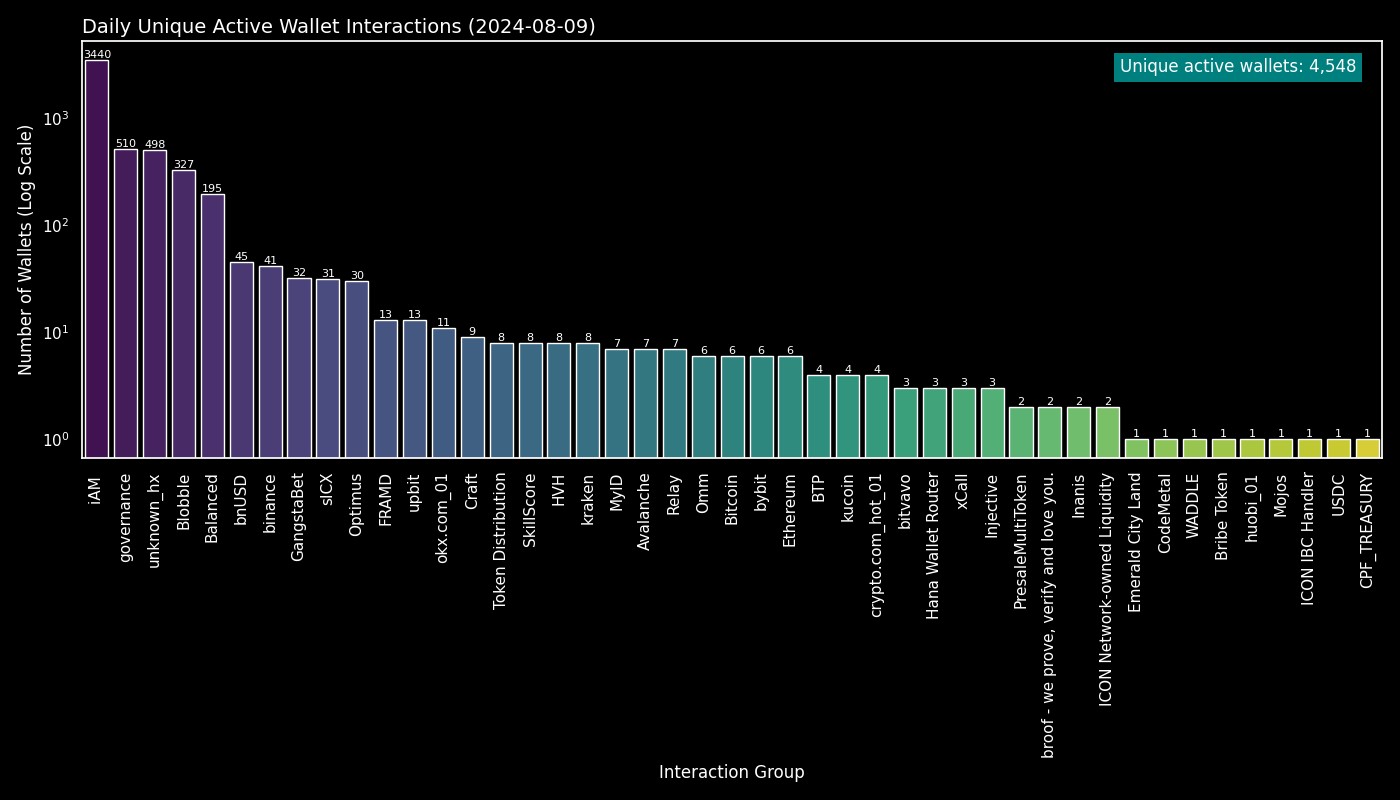 Daily Unique Active Wallet Interactions (2024-08-09)
Unique active wallets: 4,548
Number of Wallets (Log Scale)
10³
10²
10¹
10⁰
3440
510
498
327
195
45
41
32
31
30
13
13
11
9
8
8
8
8
7
7
7
6
6
6
6
4
4
4
3
3
3
3
2
2
2
2
1
1
1
1
1
1
1
1
1
iAM
governance
unknown_hx
Blobble
Balanced
bnUSD
binance
GangstaBet
sICX
Optimus
FRAMD
upbit
okx.com_01
Craft
Token Distribution
SkillScore
HVH
kraken
MyID
Avalanche
Relay
Omm
Bitcoin
bybit
Ethereum
BTP
kucoin
crypto.com_hot_01
bitvavo
Hana Wallet Router
xCall
Injective
PresaleMultiToken
broof - we prove, verify and love you.
Inanis
ICON Network-owned Liquidity
Emerald City Land
CodeMetal
WADDLE
Bribe Token
huobi_01
Mojos
ICON IBC Handler
USDC
CPF_TREASURY
Interaction Group